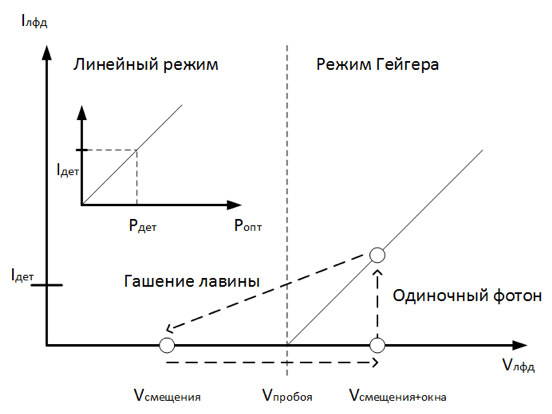 Iлфд
Линейный режим
Режим Гейгера
Iдет
Pдет
Pопт
Iдет
Гашение лавины
Одиночный фотон
Vлфд
Vсмещения
Vпробоя
Vсмещения+окна